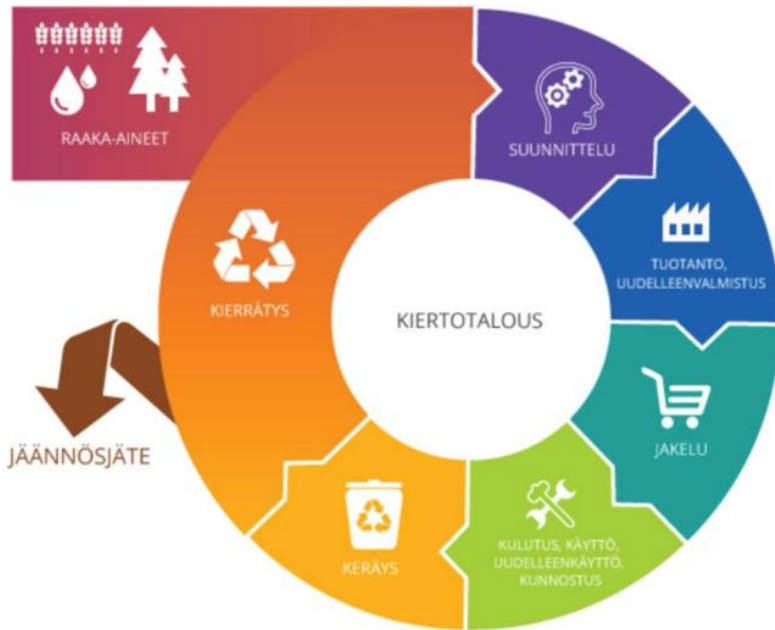 RAAKA-AINEET
SUUNNITTELU
TUOTANTO,
UUDELLEENVALMISTUS
KIERRÄTYS
KIERTOTALOUS
JAKELU
JÄÄNNÖSJÄTE
KERÄYS
KULUTUS, KÄYTTÖ,
UUDELLEENKÄYTTÖ,
KUNNOSTUS